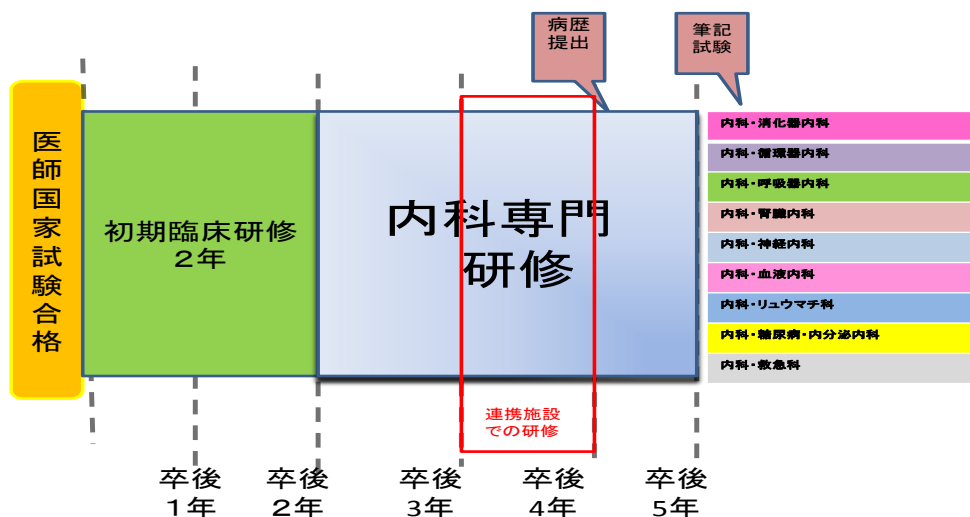 病歴
提出
筆記
試験
医師国家試験合格
初期臨床研修
2年
内科専門
研修
内科・消化器内科
内科・循環器内科
内科・呼吸器内科
内科・腎臓内科
内科・神経内科
内科・血液内科
内科・リュウマチ科
内科・糖尿病・内分泌内科
内科・救急科
連携施設
での研修
卒後
1年
卒後
2年
卒後
3年
卒後
4年
卒後
5年